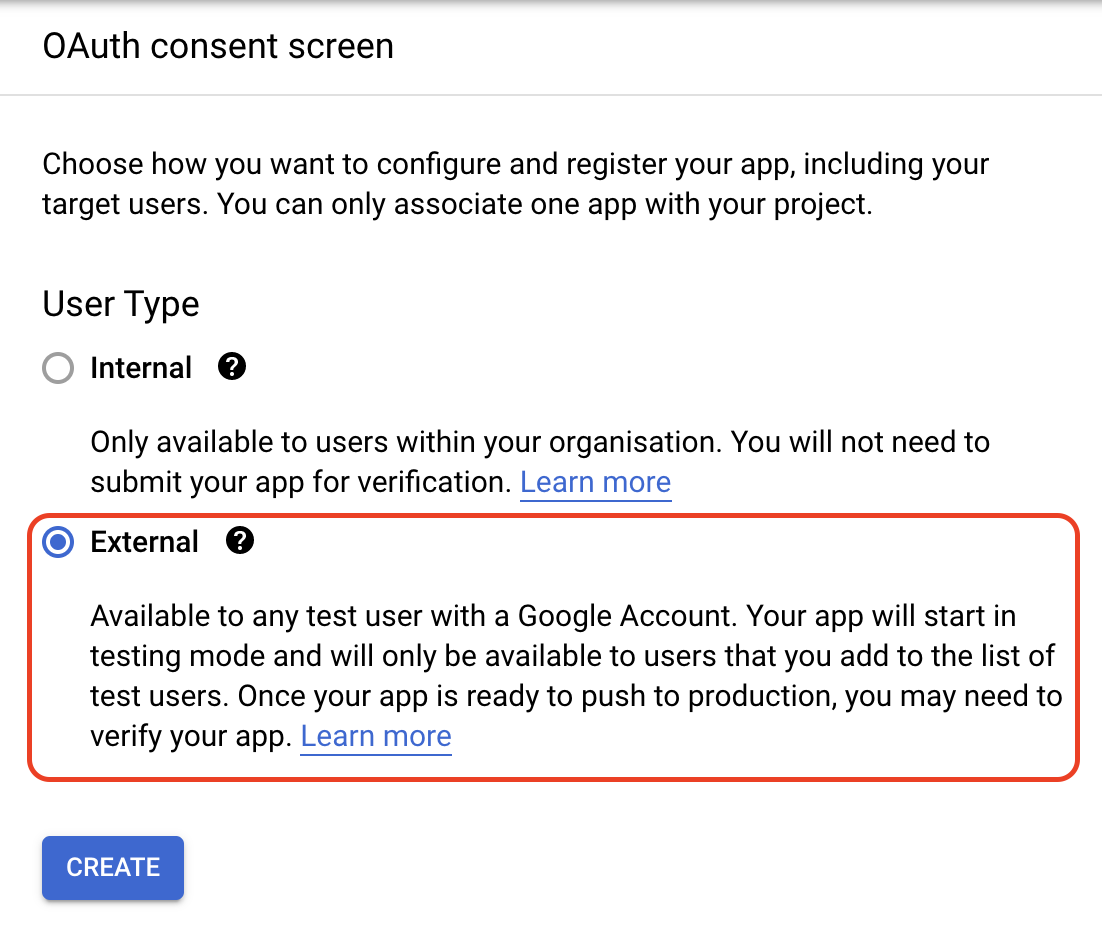 OAuth consent screen
Choose how you want to configure and register your app, including your
target users. You can only associate one app with your project.
User Type
Internal ?
Only available to users within your organisation. You will not need to
submit your app for verification. Learn more
External ?
Available to any test user with a Google Account. Your app will start in
testing mode and will only be available to users that you add to the list of
test users. Once your app is ready to push to production, you may need to
verify your app. Learn more
CREATE